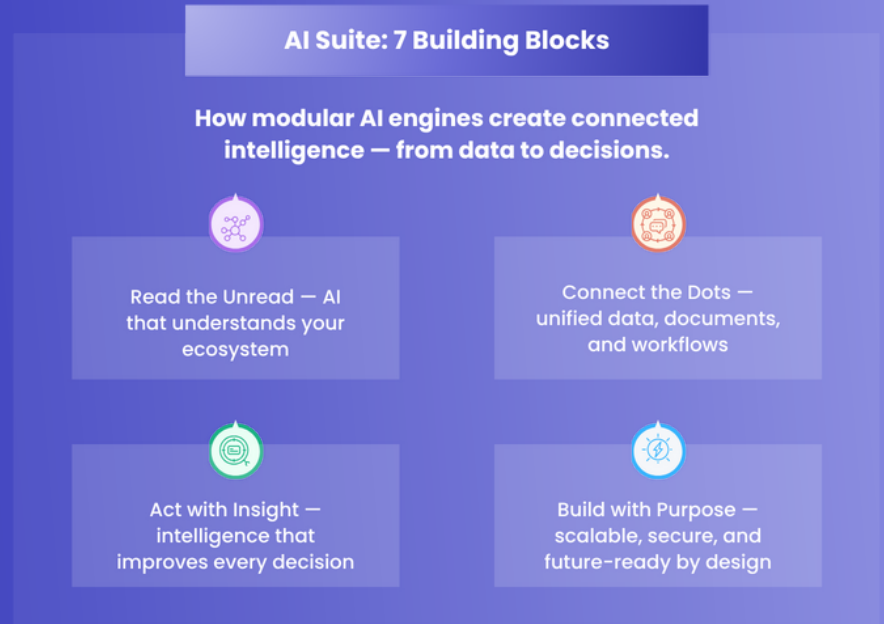 AI Suite: 7 Building Blocks
How modular AI engines create connected
intelligence — from data to decisions.
Read the Unread — AI
that understands your
ecosystem
Connect the Dots —
unified data, documents,
and workflows
Act with Insight —
intelligence that
improves every decision
Build with Purpose —
scalable, secure, and
future-ready by design